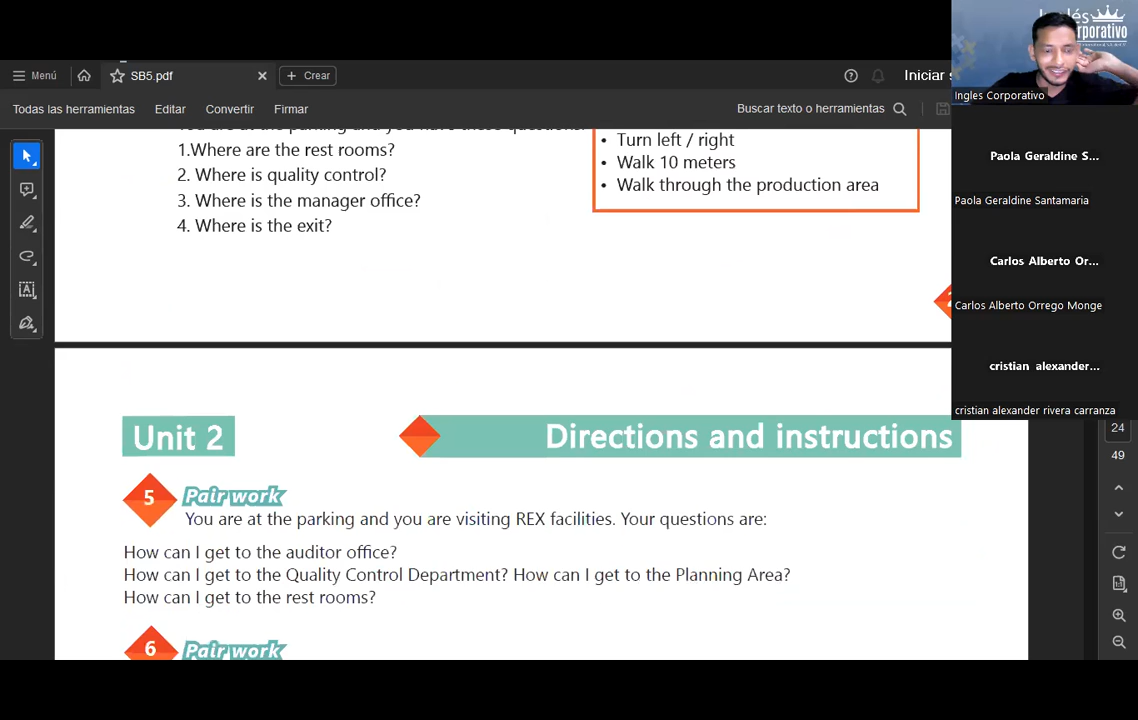 Menú
SB5.pdf
Crear
Iniciar s
Todas las herramientas
Editar
Convertir
Firmar
Buscar texto o herramientas
You are at the parking and you have these questions:
1.Where are the rest rooms?
2. Where is quality control?
3. Where is the manager office?
4. Where is the exit?
• Turn left / right
• Walk 10 meters
• Walk through the production area
Unit 2
Directions and instructions
5
Pair work
You are at the parking and you are visiting REX facilities. Your questions are:
How can I get to the auditor office?
How can I get to the Quality Control Department? How can I get to the Planning Area?
How can I get to the rest rooms?
6
Pair work
Ingles Corporativo
Paola Geraldine S...
Paola Geraldine Santamaria
Carlos Alberto Or...
Carlos Alberto Orrego Monge
cristian alexander...
cristian alexander rivera carranza
24
49